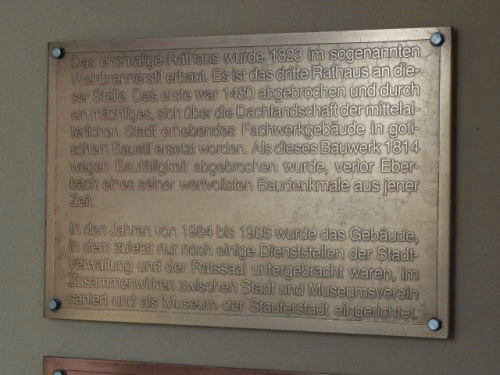 Das ehemalige Rathaus wurde 1823 im sogenannten
Weinbrennerstil erbaut. Es ist das dritte Rathaus an die-
ser Stelle. Das erste war 1480 abgebrochen und durch
ein mächtiges, sich über die Dachlandschaft der mittelal-
terlichen Stadt erhebendes Fachwerkgebäude in goti-
schem Baustil ersetzt worden. Als dieses Bauwerk 1814
wegen Baufälligkeit abgebrochen wurde, verlor Eber-
bach eines seiner wertvollsten Baudenkmale aus jener
Zeit.
In den Jahren von 1984 bis 1986 wurde das Gebäude,
in dem zuletzt nur noch einige Dienststellen der Stadt-
verwaltung und der Ratssaal untergebracht waren, im
Zusammenwirken zwischen Stadt und Museumsverein
saniert und als Museum der Stauferstadt eingerichtet.